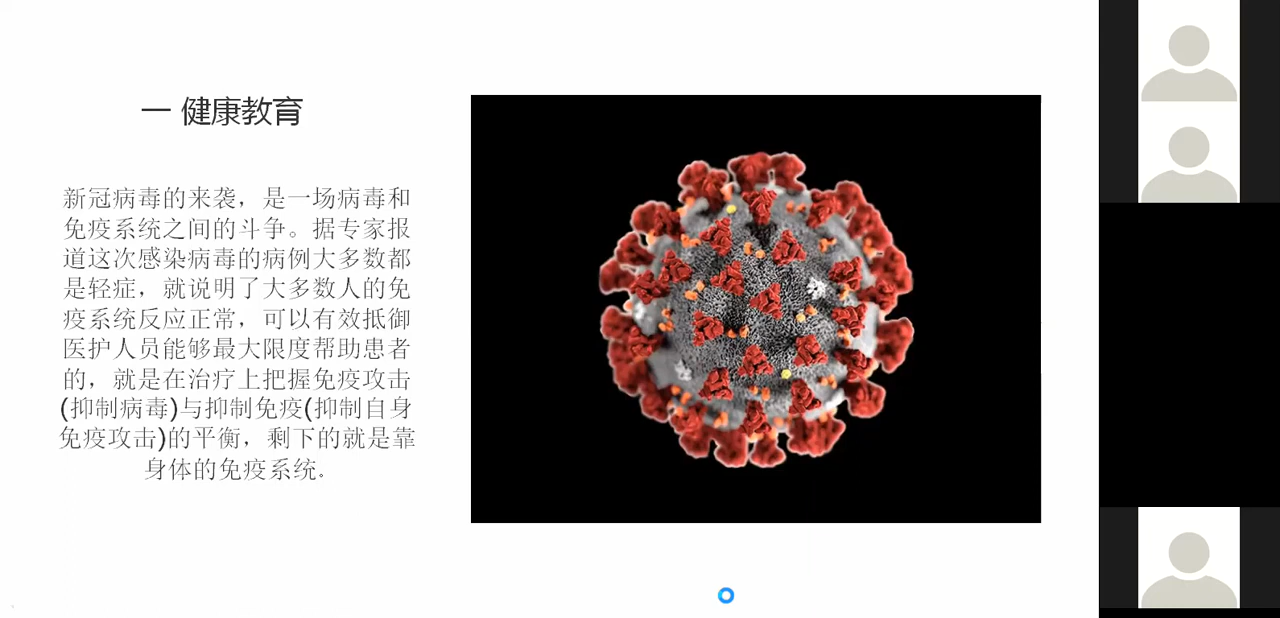 一 健康教育
新冠病毒的来袭，是一场病毒和
免疫系统之间的斗争。据专家报
道这次感染病毒的病例大多数都
是轻症，就说明了大多数人的免
疫系统反应正常，可以有效抵御
医护人员能够最大限度帮助患者
的，就是在治疗上把握免疫攻击
(抑制病毒)与抑制免疫(抑制自身
免疫攻击)的平衡，剩下的就是靠
身体的免疫系统.